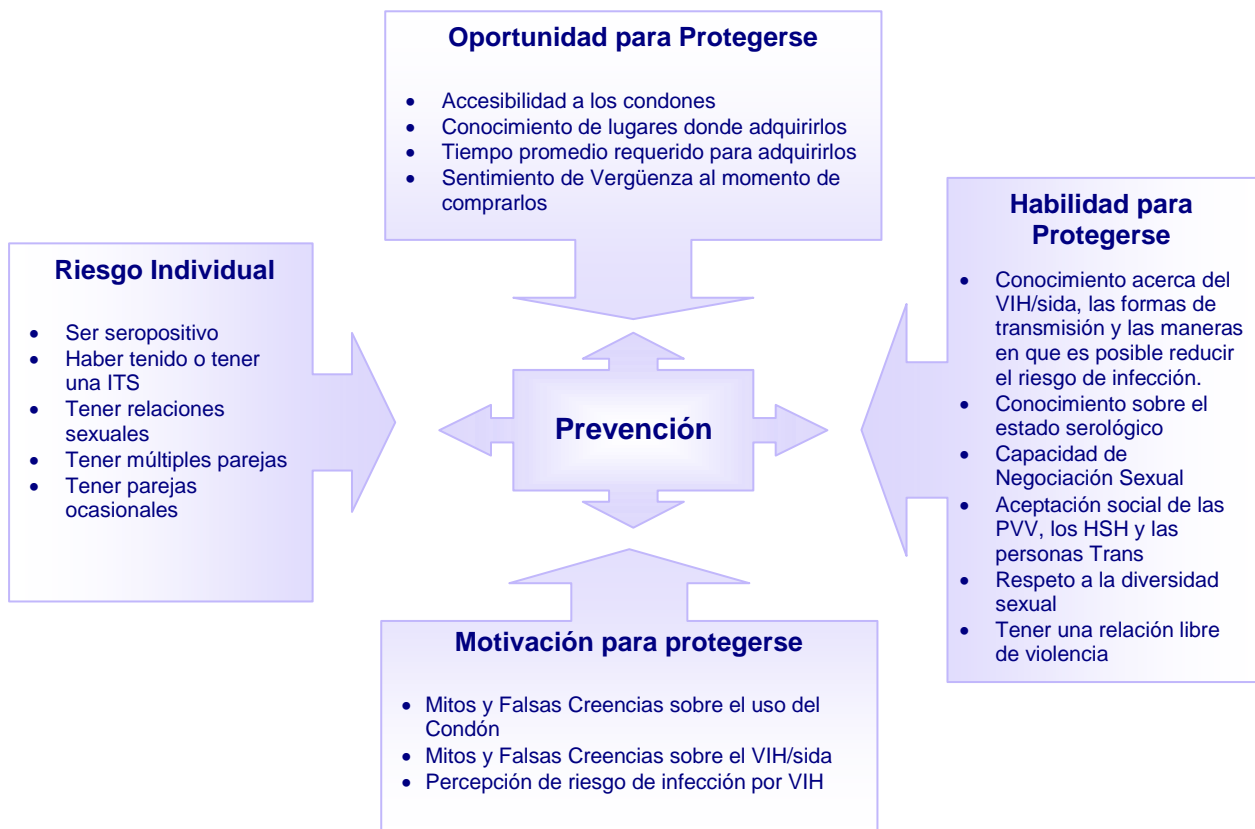 Oportunidad para Protegerse
• Accesibilidad a los condones
• Conocimiento de lugares donde adquirirlos
• Tiempo promedio requerido para adquirirlos
• Sentimiento de Vergüenza al momento de
comprarlos
Riesgo Individual
• Ser seropositivo
• Haber tenido o tener
una ITS
• Tener relaciones
sexuales
• Tener múltiples parejas
• Tener parejas
ocasionales
Prevención
Habilidad para
Protegerse
• Conocimiento acerca del
VIH/sida, las formas de
transmisión y las maneras
en que es posible reducir
el riesgo de infección.
• Conocimiento sobre el
estado serológico
• Capacidad de
Negociación Sexual
• Aceptación social de las
PVV, los HSH y las
personas Trans
• Respeto a la diversidad
sexual
• Tener una relación libre
de violencia
Motivación para protegerse
• Mitos y Falsas Creencias sobre el uso del
Condón
• Mitos y Falsas Creencias sobre el VIH/sida
• Percepción de riesgo de infección por VIH